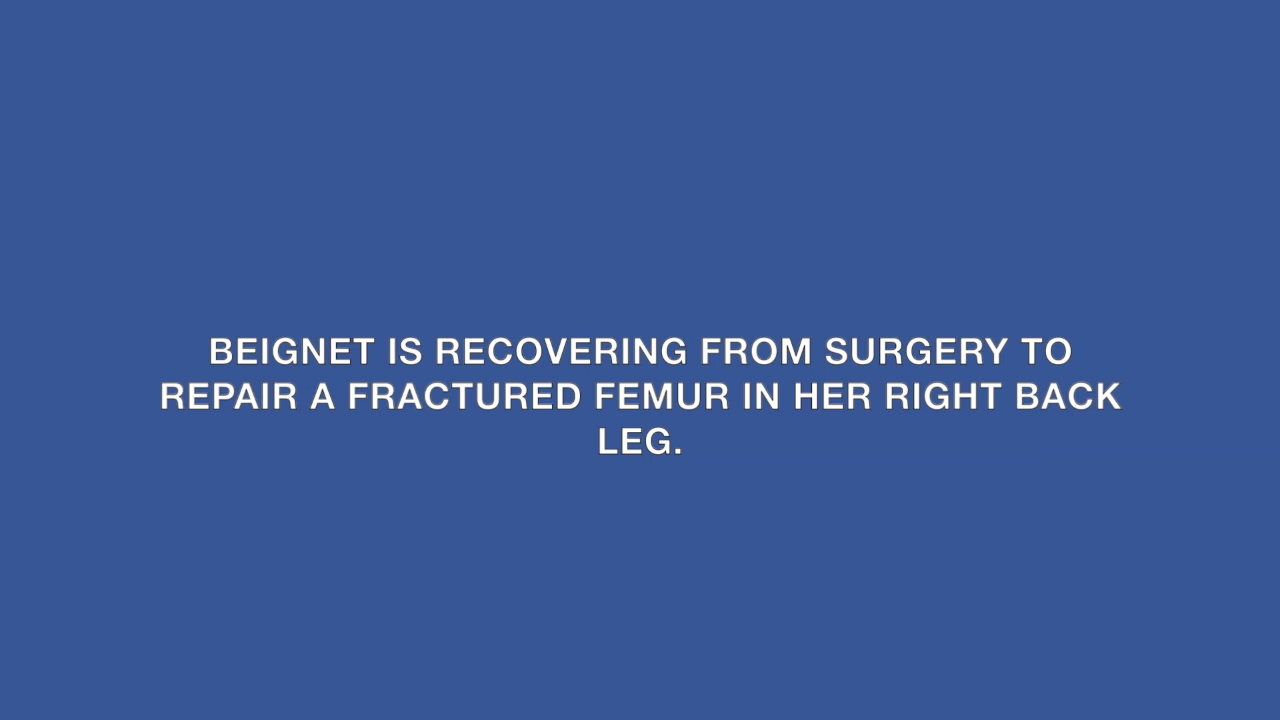 BEIGNET IS RECOVERING FROM SURGERY TO
REPAIR A FRACTURED FEMUR IN HER RIGHT BACK
LEG.